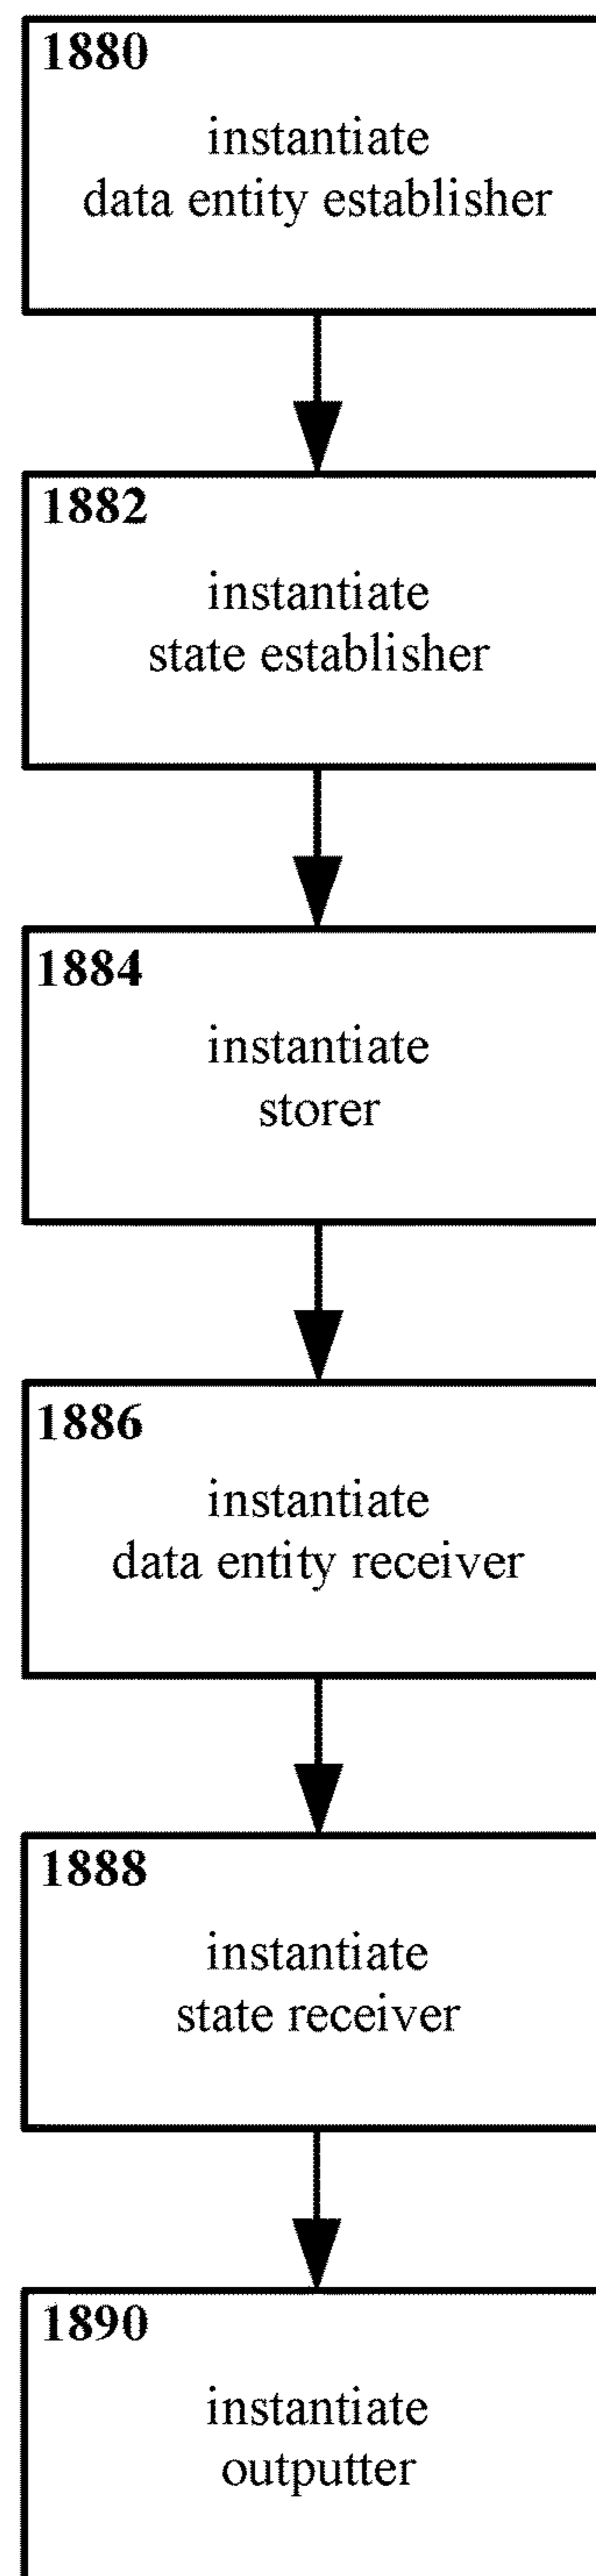 1880
instantiate
data entity establisher
1882
instantiate
state establisher
1884
instantiate
storer
1886
instantiate
data entity receiver
1888
instantiate
state receiver
1890
instantiate
outputter